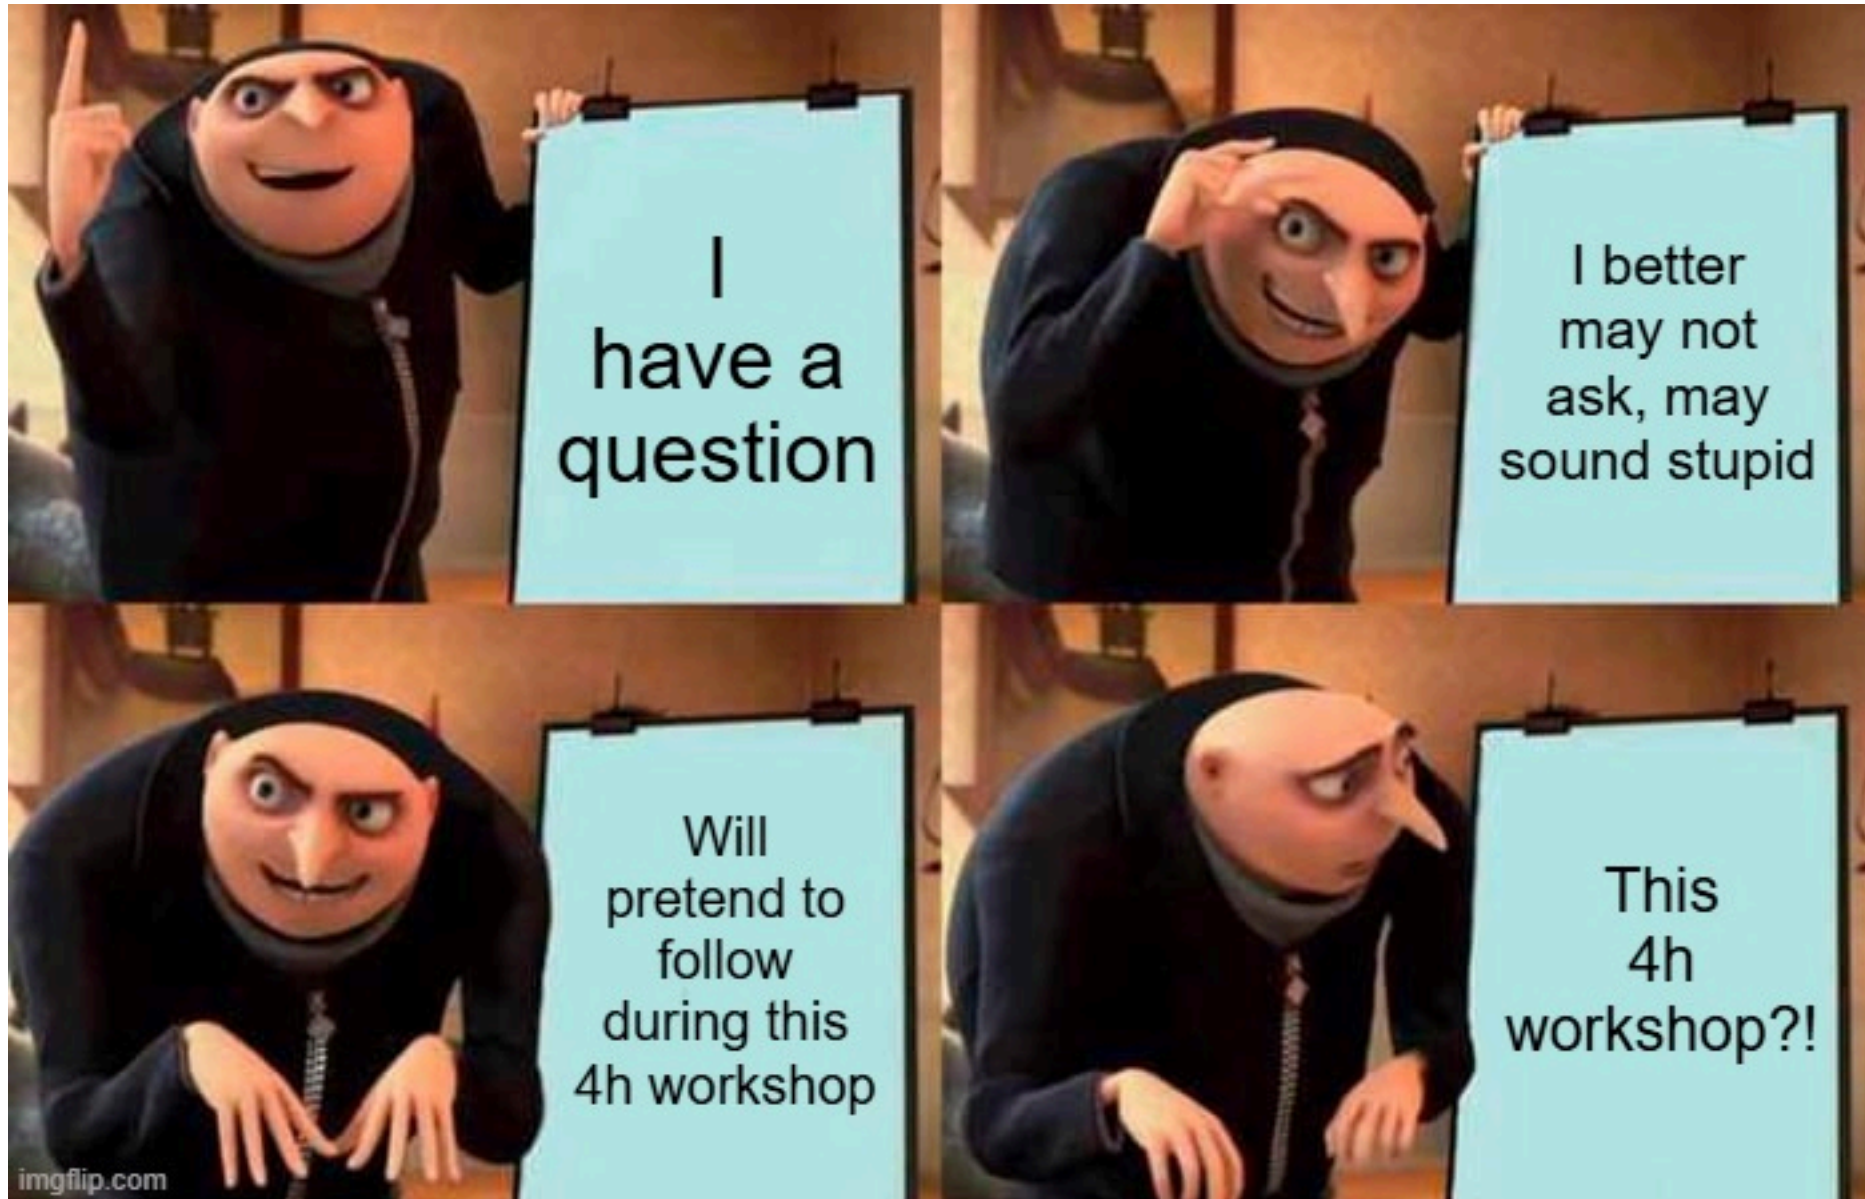 I
have a
question
I better
may not
ask, may
sound stupid
Will
pretend to
follow
during this
4h workshop
This
4h
workshop?!
imgflip.com